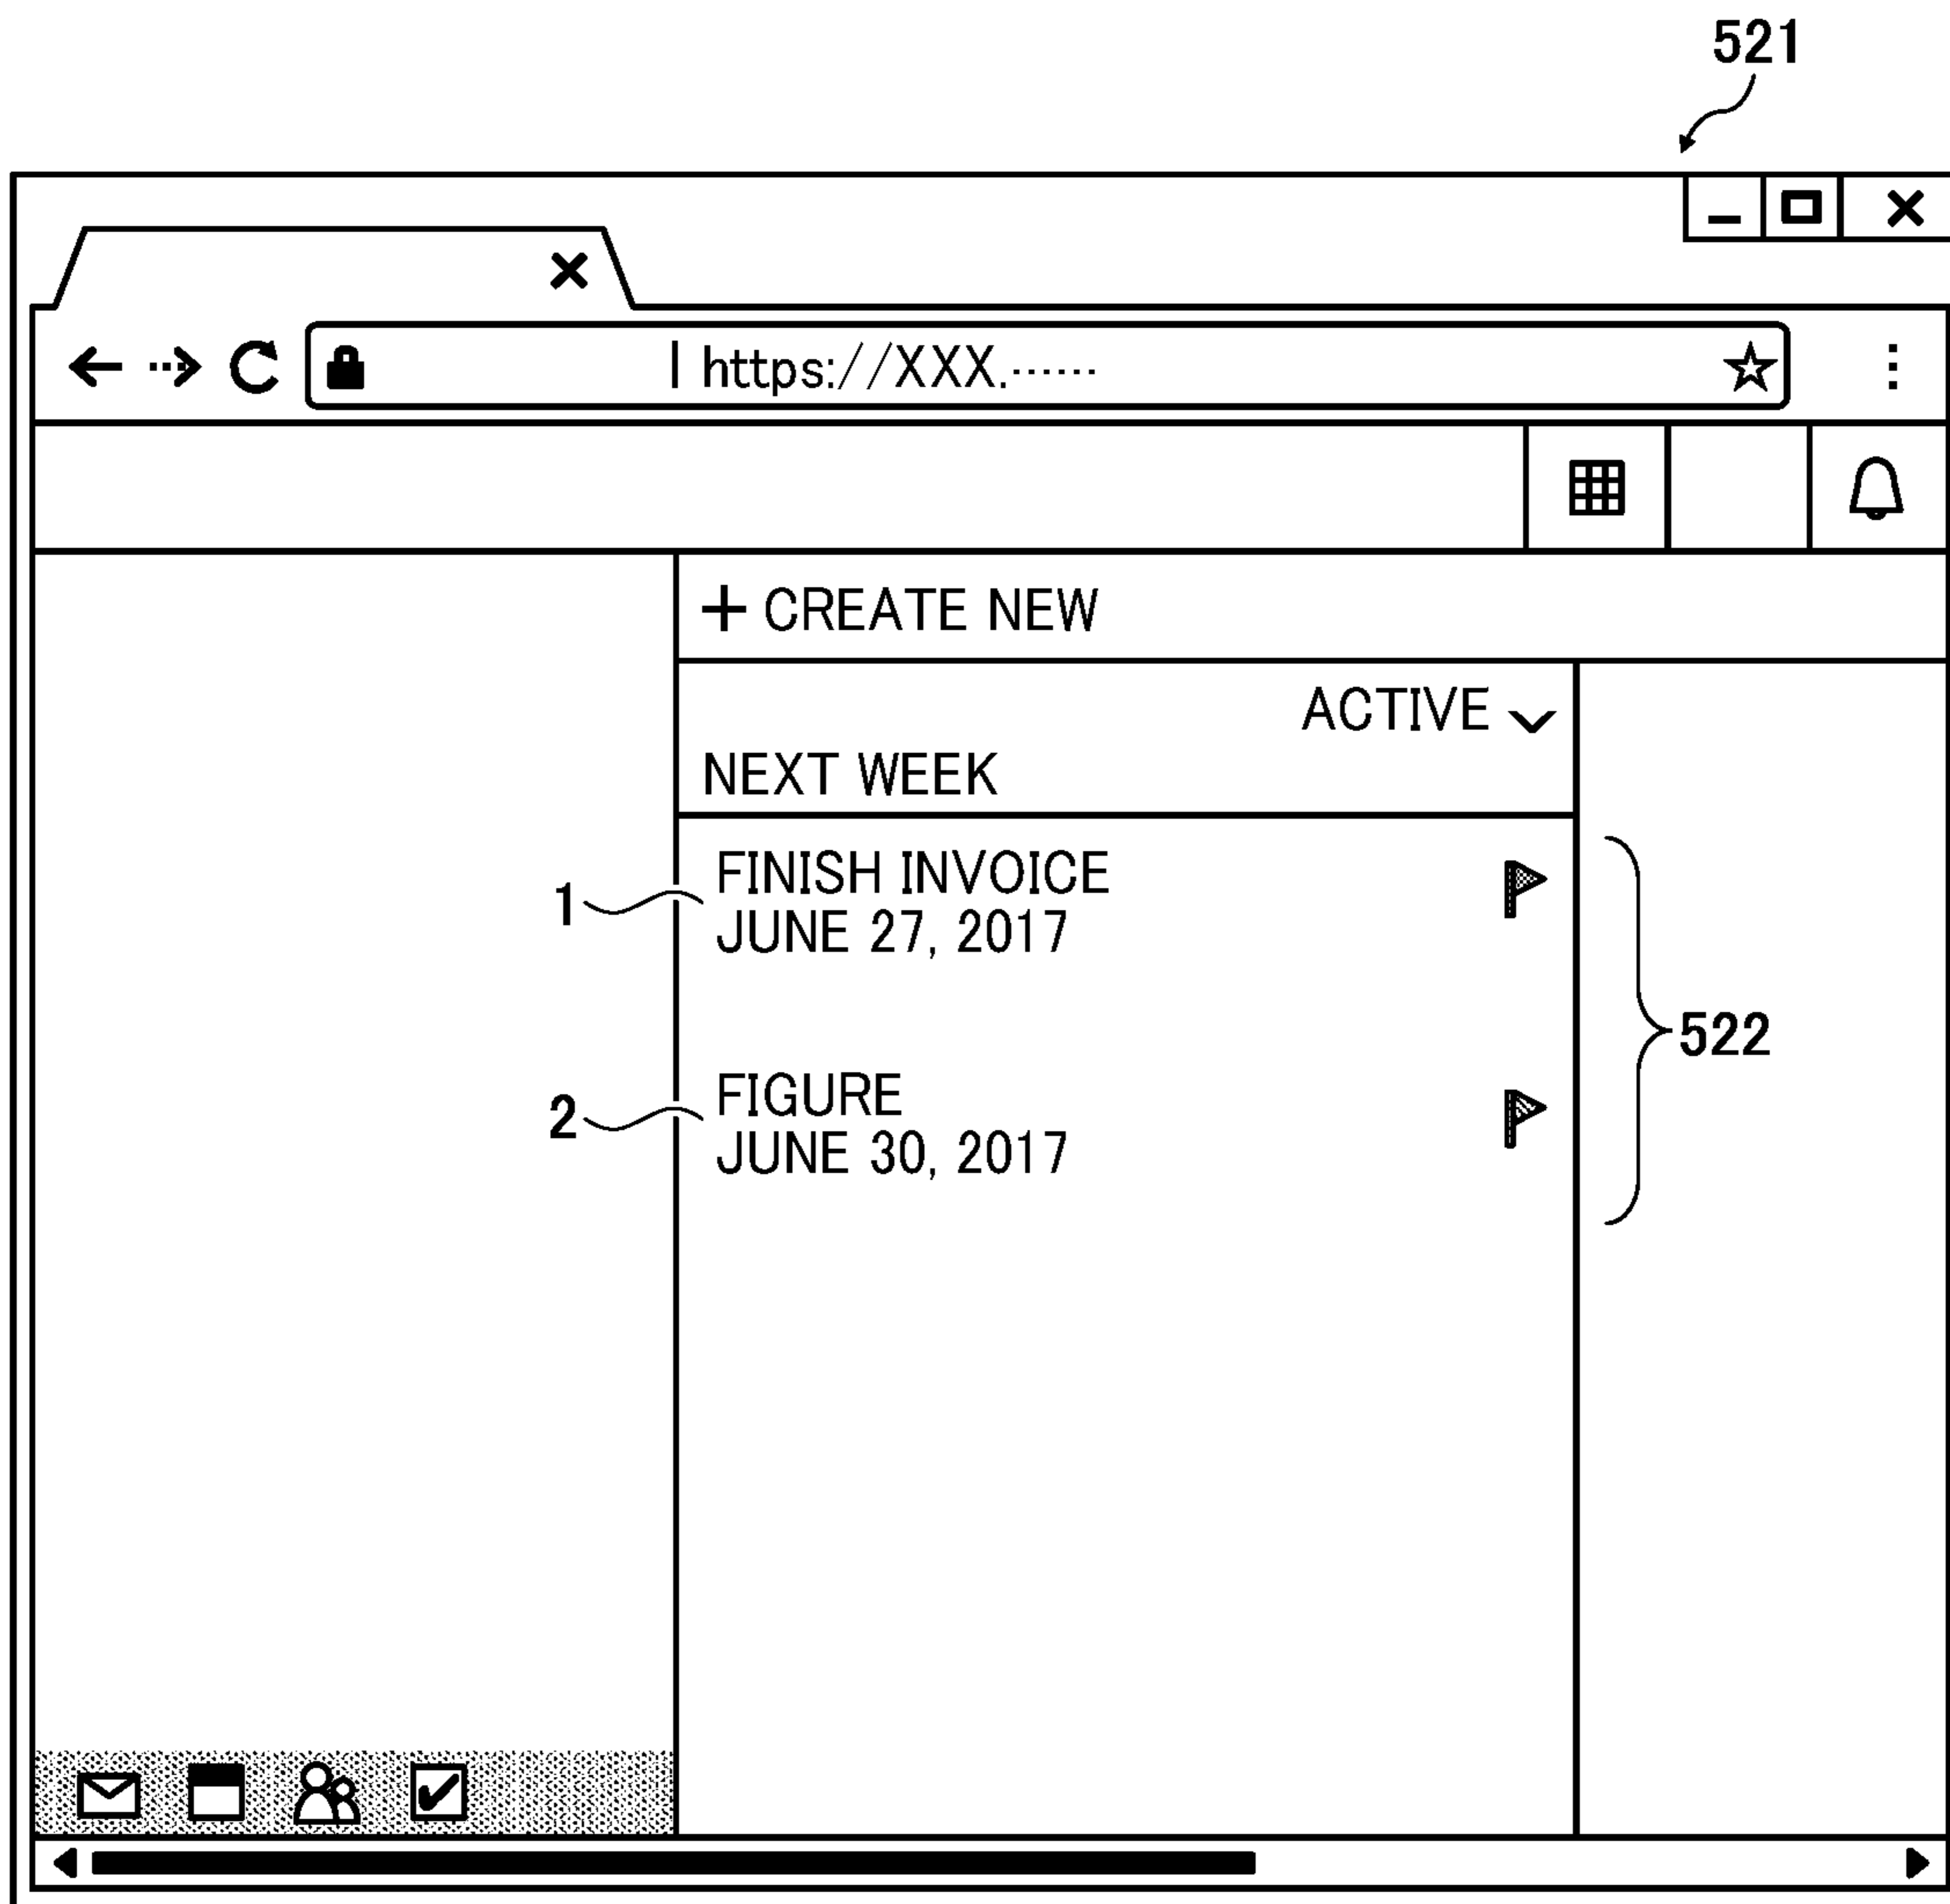 521
https://XXX.……
+ CREATE NEW
ACTIVE
NEXT WEEK
1
FINISH INVOICE
JUNE 27, 2017
522
2
FIGURE
JUNE 30, 2017